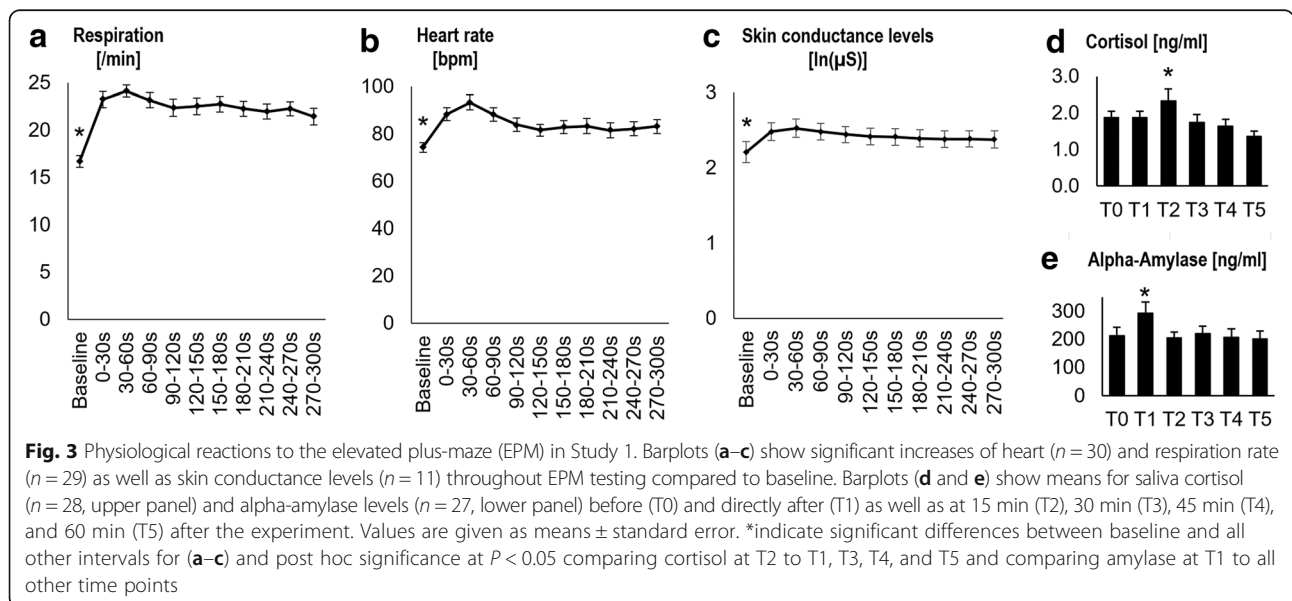 a Respiration
[/min]
25
20
15
10
5
0
*
Baseline
0-30s
30-60s
60-90s
90-120s
120-150s
150-180s
180-210s
210-240s
240-270s
270-300s
b Heart rate
[bpm]
100
80
60
40
20
0
*
Baseline
0-30s
30-60s
60-90s
90-120s
120-150s
150-180s
180-210s
210-240s
240-270s
270-300s
c Skin conductance levels
[ln(µS)]
3
2
1
0
*
Baseline
0-30s
30-60s
60-90s
90-120s
120-150s
150-180s
180-210s
210-240s
240-270s
270-300s
d Cortisol [ng/ml]
3.0
2.0
1.0
0.0
*
T0 T1 T2 T3 T4 T5
e Alpha-Amylase [ng/ml]
300
200
100
0
*
T0 T1 T2 T3 T4 T5
Fig. 3 Physiological reactions to the elevated plus-maze (EPM) in Study 1. Barplots (a–c) show significant increases of heart (n = 30) and respiration rate
(n = 29) as well as skin conductance levels (n = 11) throughout EPM testing compared to baseline. Barplots (d and e) show means for saliva cortisol
(n = 28, upper panel) and alpha-amylase levels (n = 27, lower panel) before (T0) and directly after (T1) as well as at 15 min (T2), 30 min (T3), 45 min (T4),
and 60 min (T5) after the experiment. Values are given as means ± standard error. *indicate significant differences between baseline and all
other intervals for (a–c) and post hoc significance at P < 0.05 comparing cortisol at T2 to T1, T3, T4, and T5 and comparing amylase at T1 to all
other time points